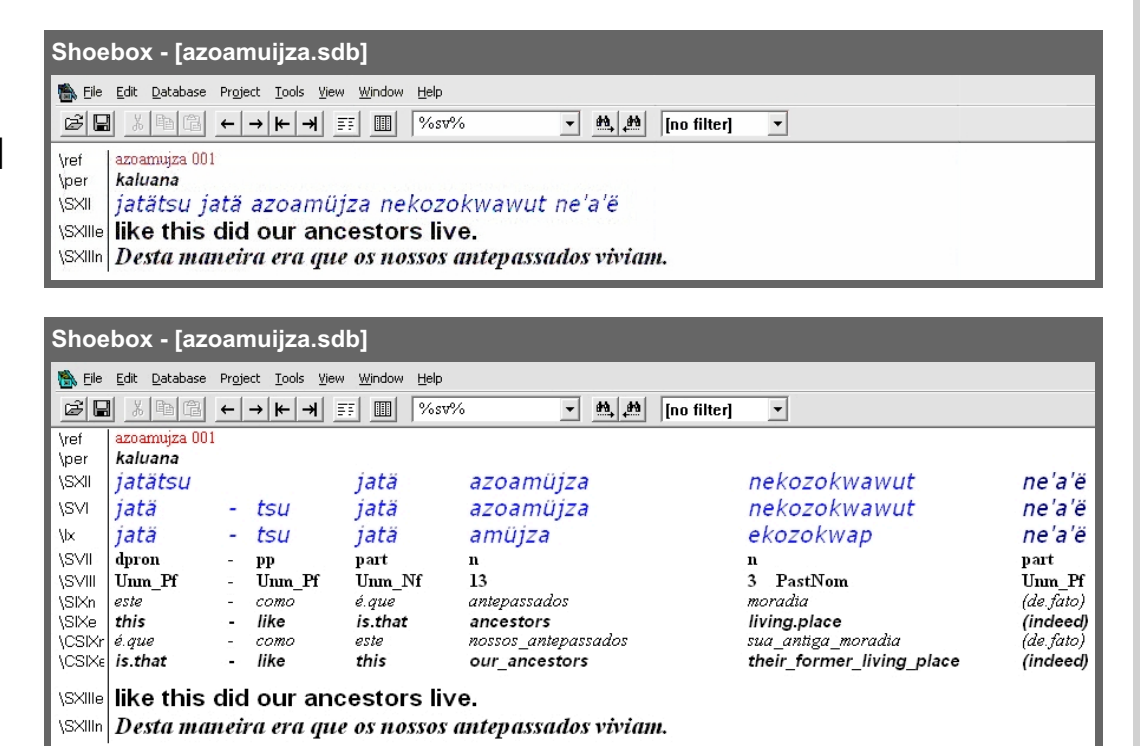 Shoebox - [azoamuijza.sdb]
File Edit Database Project Tools View Window Help
%sv% [no filter]
\ref azoamujza 001
\per kaluana
\SXII jatätsu jatä azoamüjza nekozokwawut ne'a'ë
\SXIIIe like this did our ancestors live.
\SXIIIn Desta maneira era que os nossos antepassados viviam.
Shoebox - [azoamuijza.sdb]
File Edit Database Project Tools View Window Help
%sv% [no filter]
\ref azoamujza 001
\per kaluana
\SXII jatätsu jatä azoamüjza nekozokwawut ne'a'ë
\SVI jatä - tsu jatä azoamüjza nekozokwawut ne'a'ë
\lx jatä - tsu jatä amüjza ekozokwap ne'a'ë
\SVII dpron - pp part n n part
\SVIII Unm_Pf - Unm_Pf Unm_Nf 13 3 PastNom Unm_Pf
\SIXn este - como é.que antepassados moradia (de.fato)
\SIXe this - like is.that ancestors living.place (indeed)
\CSIXr é.que - como este nossos_antepassados sua_antiga_moradia (de.fato)
\CSIXe is.that - like this our_ancestors their_former_living_place (indeed)
\SXIIIe like this did our ancestors live.
\SXIIIn Desta maneira era que os nossos antepassados viviam.